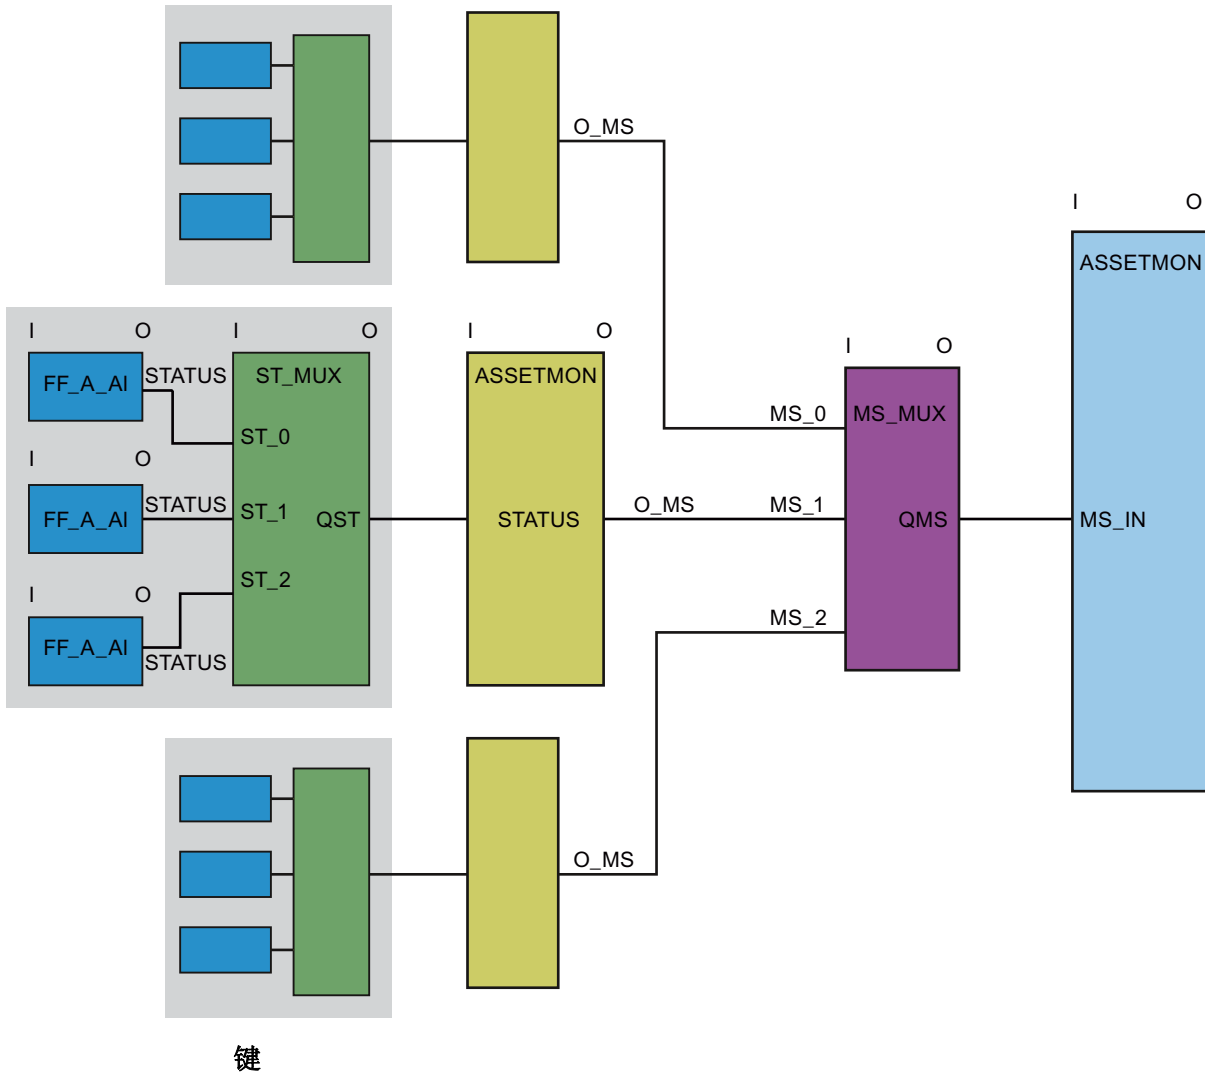 O_MS
I O
ASSETMON
I O I O I O
FF_A_AI STATUS ST_MUX ASSETMON
I O
ST_0
MS_0 MS_MUX
I O
FF_A_AI STATUS ST_1 QST STATUS O_MS MS_1 QMS MS_IN
ST_2
I O
MS_2
FF_A_AI STATUS
O_MS
键